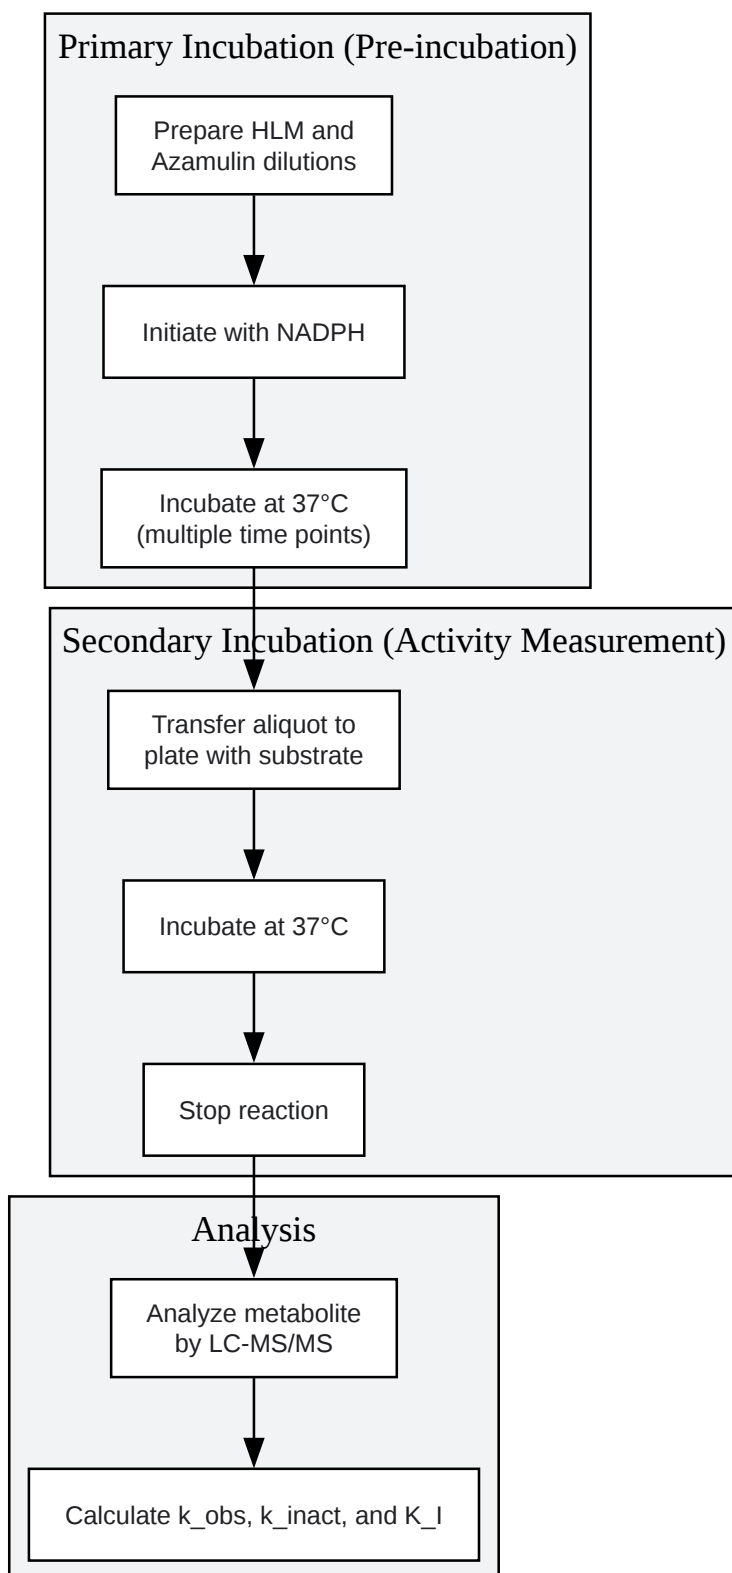 Primary Incubation (Pre-incubation)
Prepare HLM and
Azamulin dilutions
Initiate with NADPH
Incubate at 37°C
(multiple time points)
Secondary Incubation (Activity Measurement)
Transfer aliquot to
plate with substrate
Incubate at 37°C
Stop reaction
Analysis
Analyze metabolite
by LC-MS/MS
Calculate k_obs, k_inact, and K_I